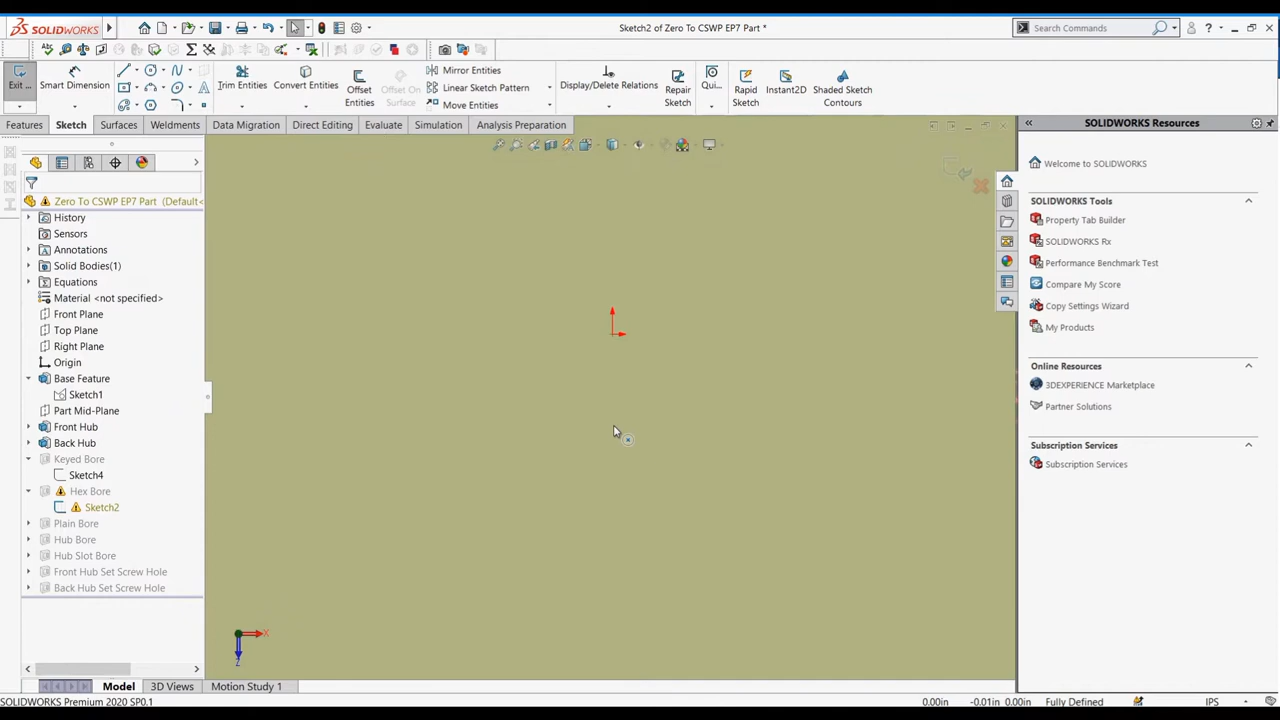 SOLIDWORKS
Sketch2 of Zero To CSWP EP7 Part *
Search Commands
Exit ...
Smart Dimension
Trim Entities
Convert Entities
Offset Entities
Offset On Surface
Mirror Entities
Linear Sketch Pattern
Move Entities
Display/Delete Relations
Repair Sketch
Qui...
Rapid Sketch
Instant2D
Shaded Sketch Contours
Features
Sketch
Surfaces
Weldments
Data Migration
Direct Editing
Evaluate
Simulation
Analysis Preparation
Zero To CSWP EP7 Part (Default<
History
Sensors
Annotations
Solid Bodies(1)
Equations
Material <not specified>
Front Plane
Top Plane
Right Plane
Origin
Base Feature
Sketch1
Part Mid-Plane
Front Hub
Back Hub
Keyed Bore
Sketch4
Hex Bore
Sketch2
Plain Bore
Hub Bore
Hub Slot Bore
Front Hub Set Screw Hole
Back Hub Set Screw Hole
X
Z
SOLIDWORKS Resources
Welcome to SOLIDWORKS
SOLIDWORKS Tools
Property Tab Builder
SOLIDWORKS Rx
Performance Benchmark Test
Compare My Score
Copy Settings Wizard
My Products
Online Resources
3DEXPERIENCE Marketplace
Partner Solutions
Subscription Services
Subscription Services
Model
3D Views
Motion Study 1
SOLIDWORKS Premium 2020 SP0.1
0.00in
-0.01in
0in
Fully Defined
IPS